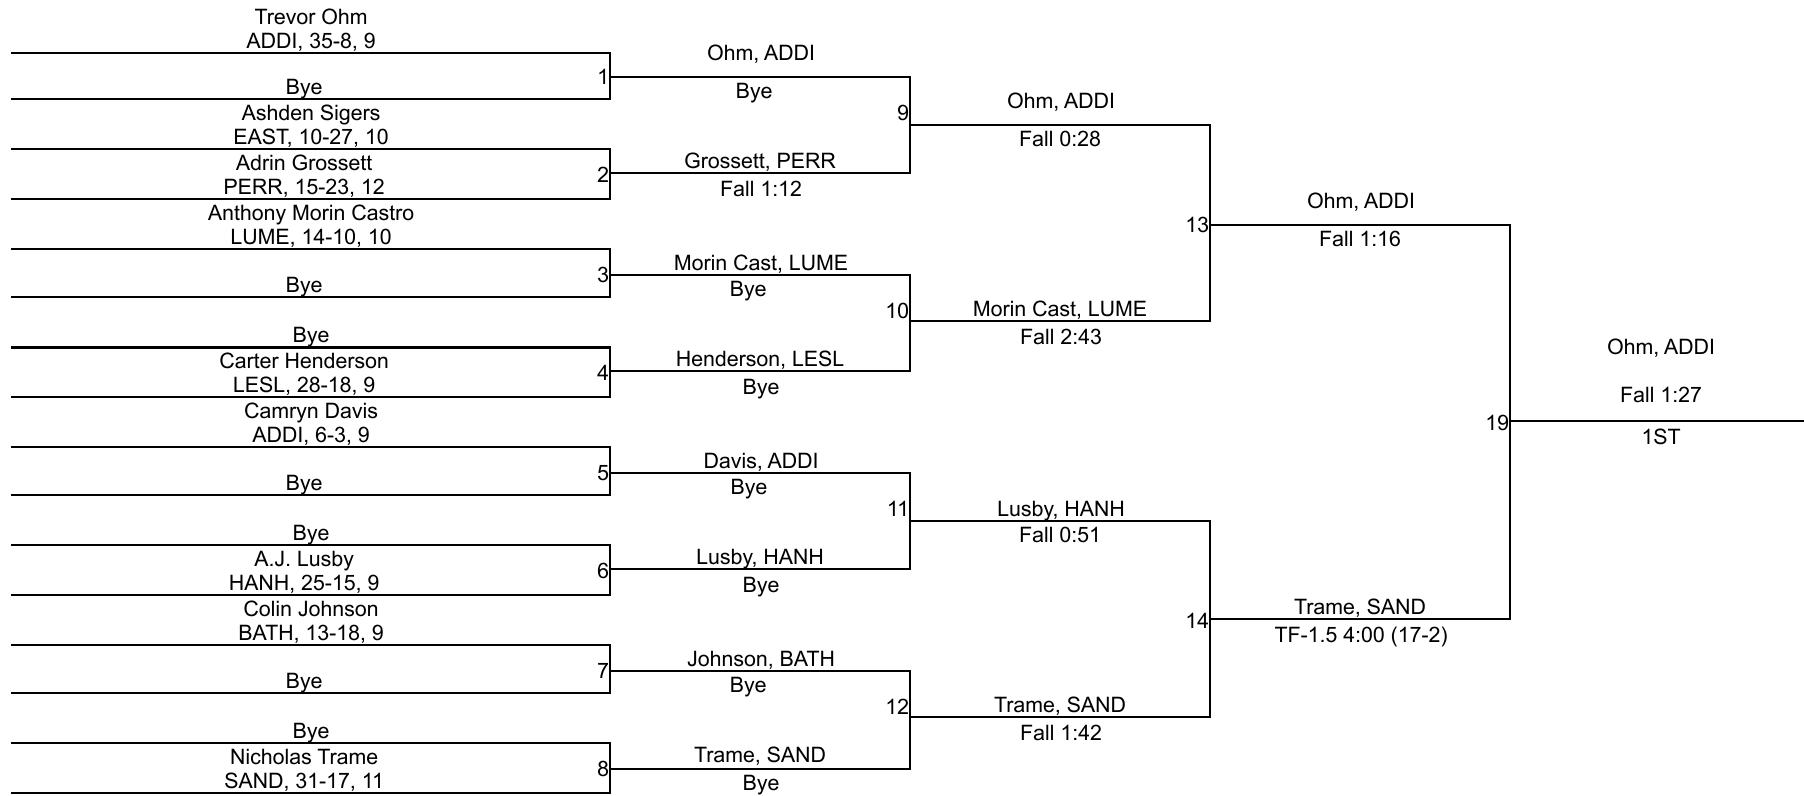 Trevor Ohm
ADDI, 35-8, 9
Bye
Ashden Sigers
EAST, 10-27, 10
Adrin Grossett
PERR, 15-23, 12
Anthony Morin Castro
LUME, 14-10, 10
Bye
Bye
Carter Henderson
LESL, 28-18, 9
Camryn Davis
ADDI, 6-3, 9
Bye
Bye
A.J. Lusby
HANH, 25-15, 9
Colin Johnson
BATH, 13-18, 9
Bye
Bye
Nicholas Trame
SAND, 31-17, 11
1
2
3
4
5
6
7
8
Ohm, ADDI
Bye
Grossett, PERR
Fall 1:12
Morin Cast, LUME
Bye
Henderson, LESL
Bye
Davis, ADDI
Bye
Lusby, HANH
Bye
Johnson, BATH
Bye
Trame, SAND
Bye
9
10
11
12
Ohm, ADDI
Fall 0:28
Morin Cast, LUME
Fall 2:43
Lusby, HANH
Fall 0:51
Trame, SAND
Fall 1:42
13
14
Ohm, ADDI
Fall 1:16
Trame, SAND
TF-1.5 4:00 (17-2)
19
Ohm, ADDI
Fall 1:27
1ST